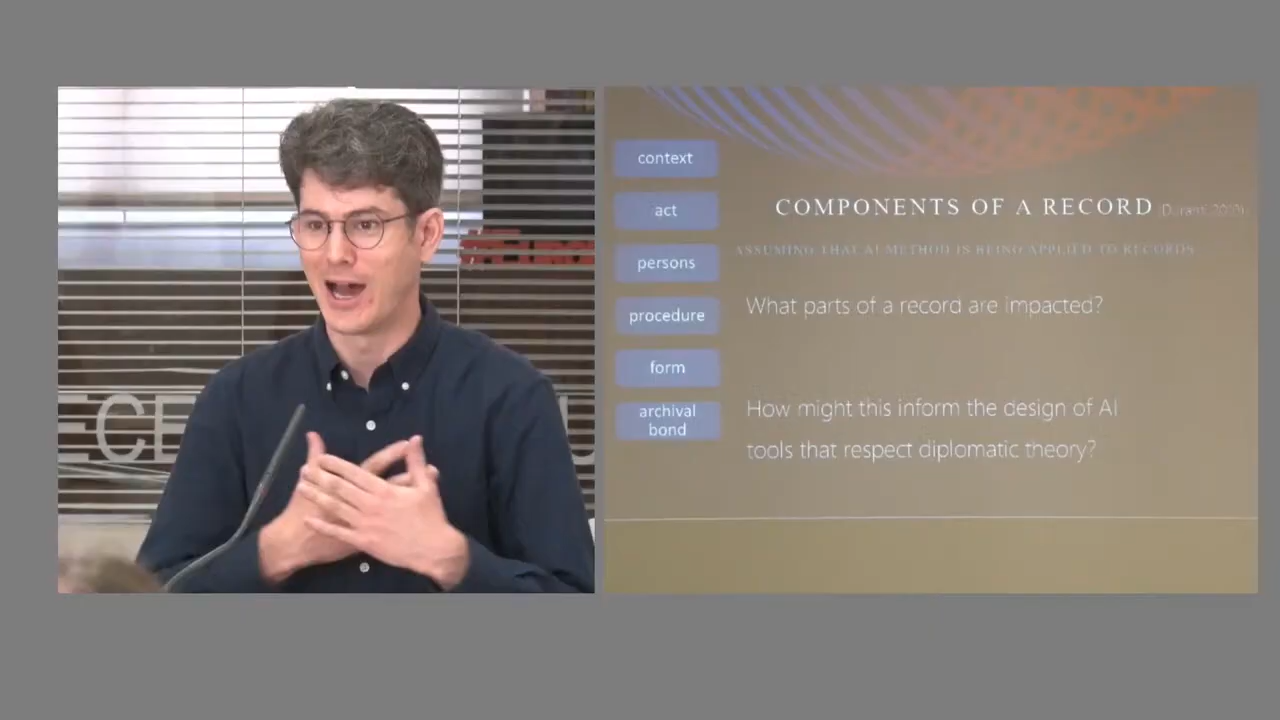 ECE
context
act
persons
procedure
form
archival
bond
COMPONENTS OF A RECORD
ASSUMING THAT AI METHOD IS BEING APPLIED TO RECORDS
What parts of a record are impacted?
How might this inform the design of AI
tools that respect diplomatic theory?